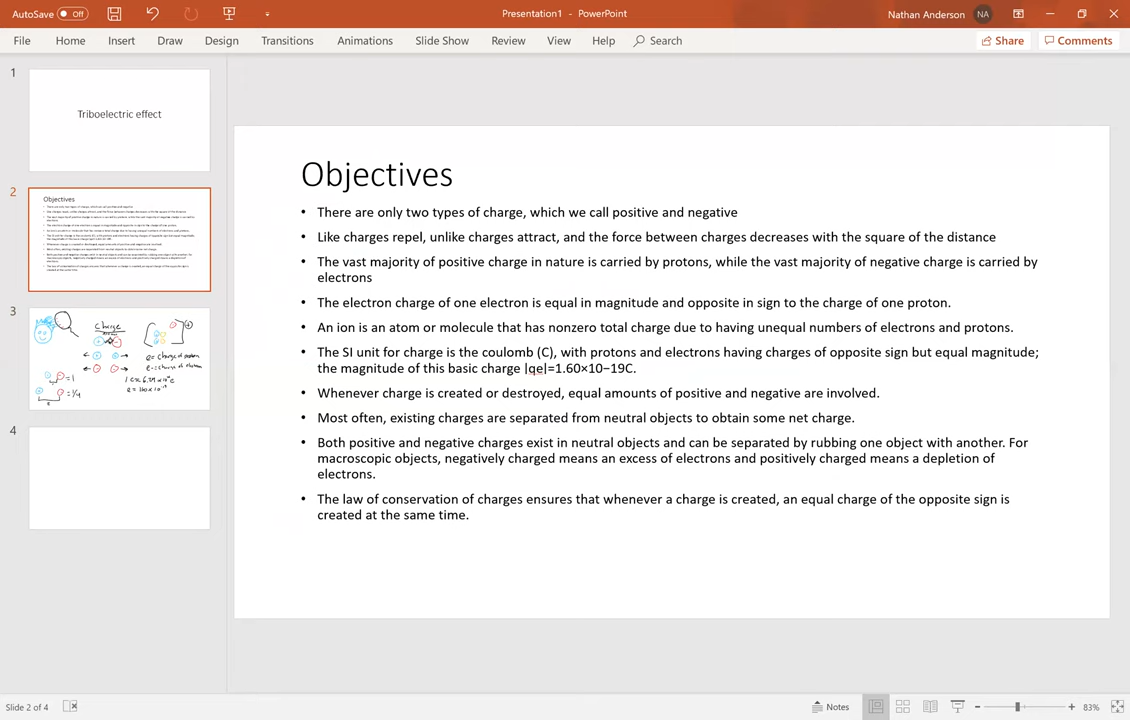 AutoSave Off
Presentation1 - PowerPoint
Nathan Anderson NA
File Home Insert Draw Design Transitions Animations Slide Show Review View Help Search Share Comments
1
Triboelectric effect
2
3
Charge
4
Objectives
• There are only two types of charge, which we call positive and negative
• Like charges repel, unlike charges attract, and the force between charges decreases with the square of the distance
• The vast majority of positive charge in nature is carried by protons, while the vast majority of negative charge is carried by
electrons
• The electron charge of one electron is equal in magnitude and opposite in sign to the charge of one proton.
• An ion is an atom or molecule that has nonzero total charge due to having unequal numbers of electrons and protons.
• The SI unit for charge is the coulomb (C), with protons and electrons having charges of opposite sign but equal magnitude;
the magnitude of this basic charge |qe|=1.60×10−19C.
• Whenever charge is created or destroyed, equal amounts of positive and negative are involved.
• Most often, existing charges are separated from neutral objects to obtain some net charge.
• Both positive and negative charges exist in neutral objects and can be separated by rubbing one object with another. For
macroscopic objects, negatively charged means an excess of electrons and positively charged means a depletion of
electrons.
• The law of conservation of charges ensures that whenever a charge is created, an equal charge of the opposite sign is
created at the same time.
Slide 2 of 4
Notes
83%